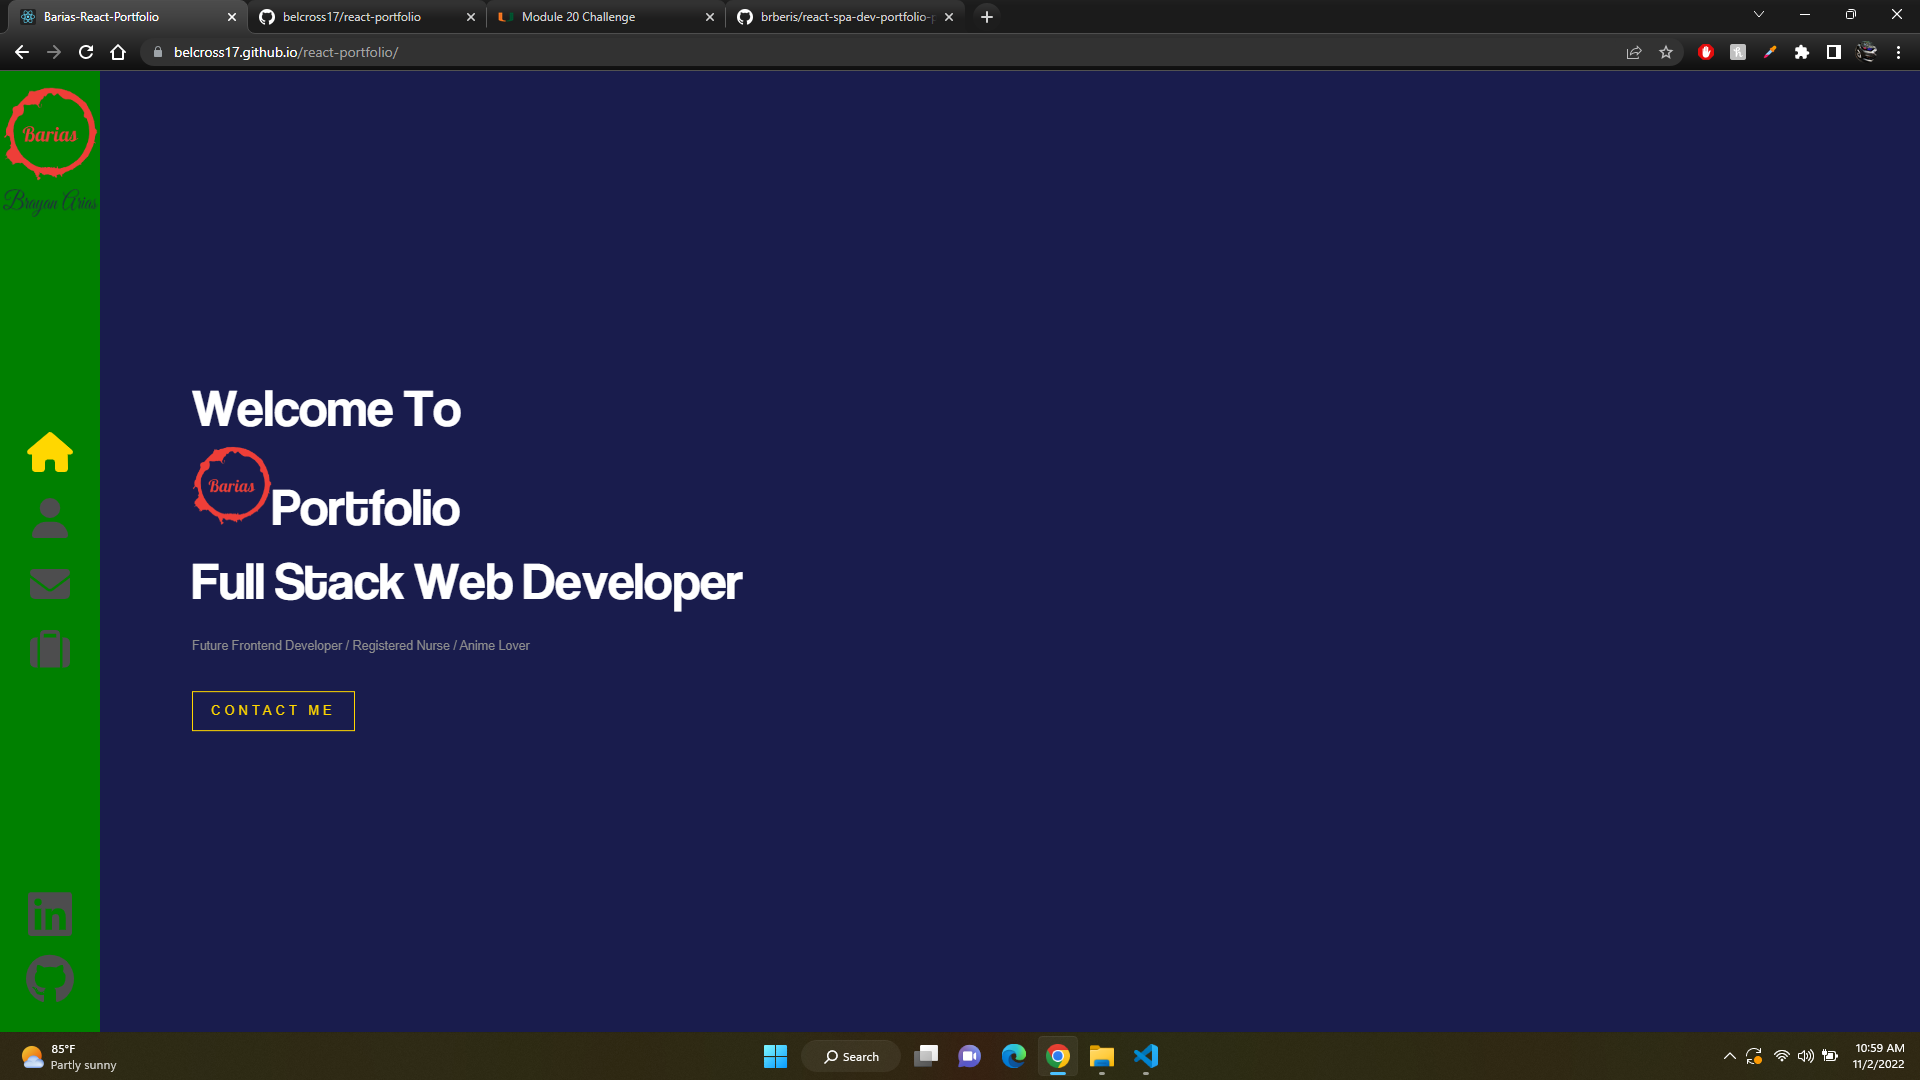 Barias-React-Portfolio
belcross17/react-portfolio
Module 20 Challenge
brberis/react-spa-dev-portfolio-
belcross17.github.io/react-portfolio/
Barias
Brayan Arias
Welcome To
Barias
Portfolio
Full Stack Web Developer
Future Frontend Developer / Registered Nurse / Anime Lover
CONTACT ME
in
85°F
Partly sunny
Search
10:59 AM
11/2/2022